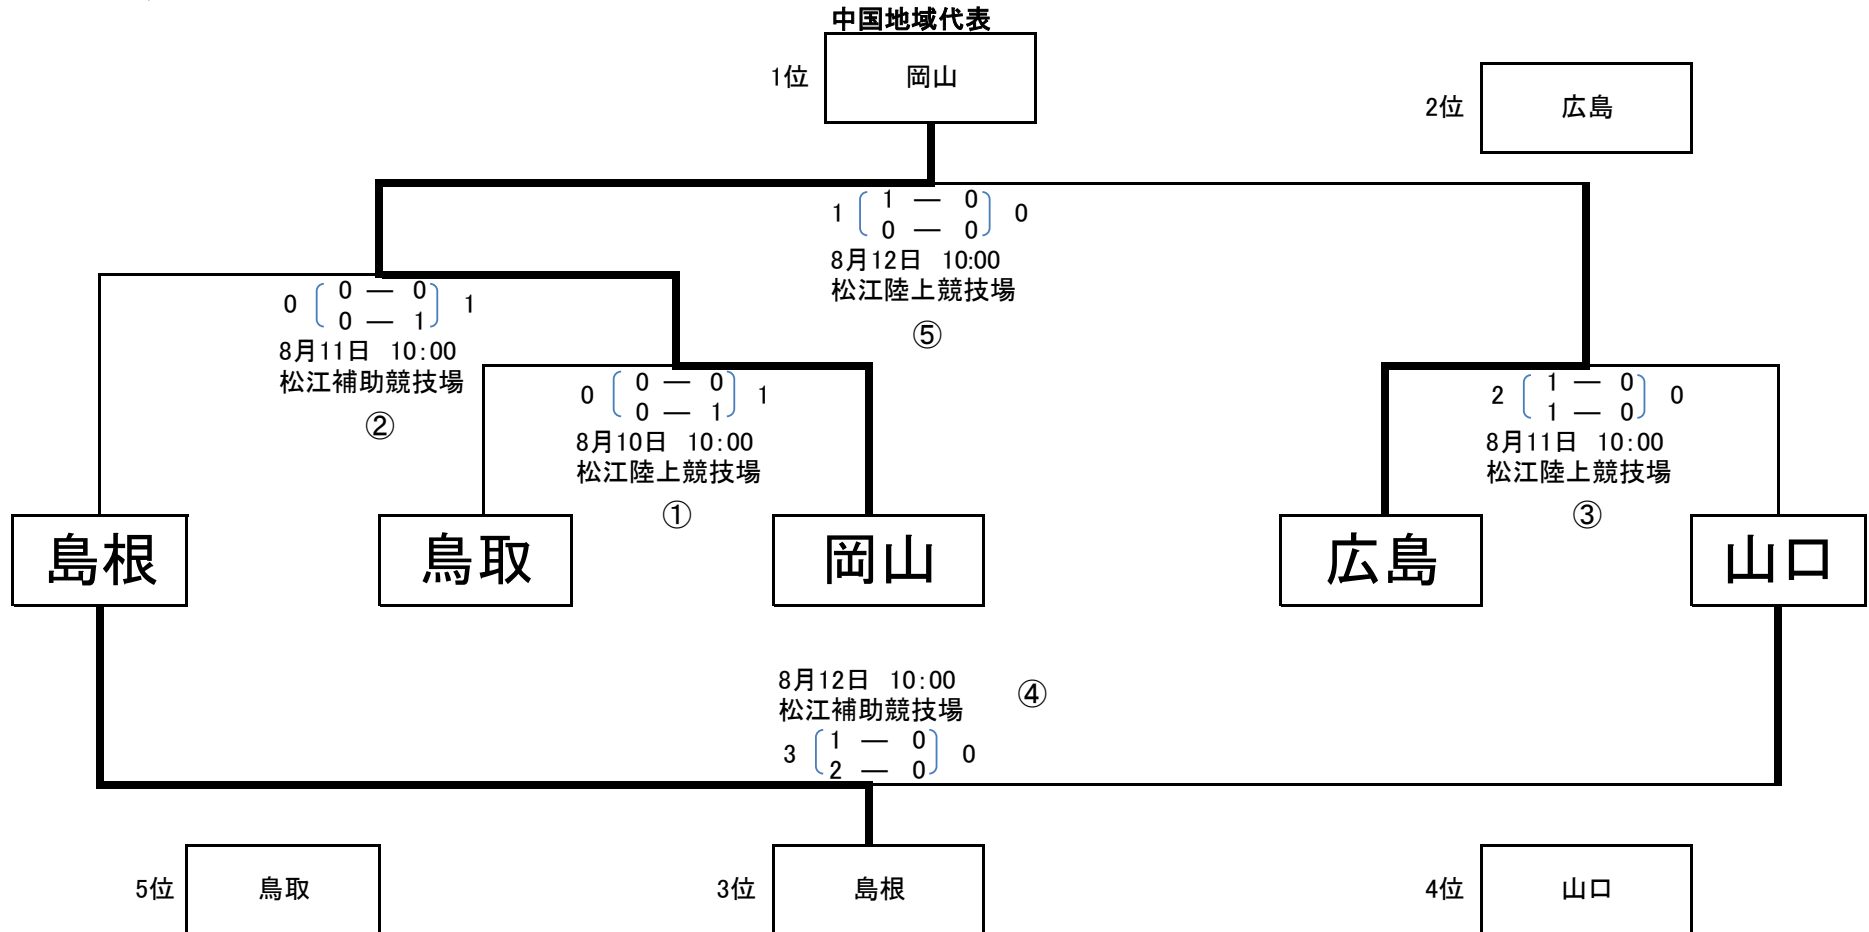 中国地域代表
1位 岡山
2位 広島
1 1 — 0 0
0 — 0
8月12日 10:00
松江陸上競技場
⑤
0 0 — 0 1
0 — 1
8月11日 10:00
松江補助競技場
②
0 0 — 0 1
0 — 1
8月10日 10:00
松江陸上競技場
①
2 1 — 0 0
1 — 0
8月11日 10:00
松江陸上競技場
③
島根 鳥取 岡山 広島 山口
8月12日 10:00 ④
松江補助競技場
3 1 — 0 0
2 — 0
5位 鳥取 3位 島根 4位 山口